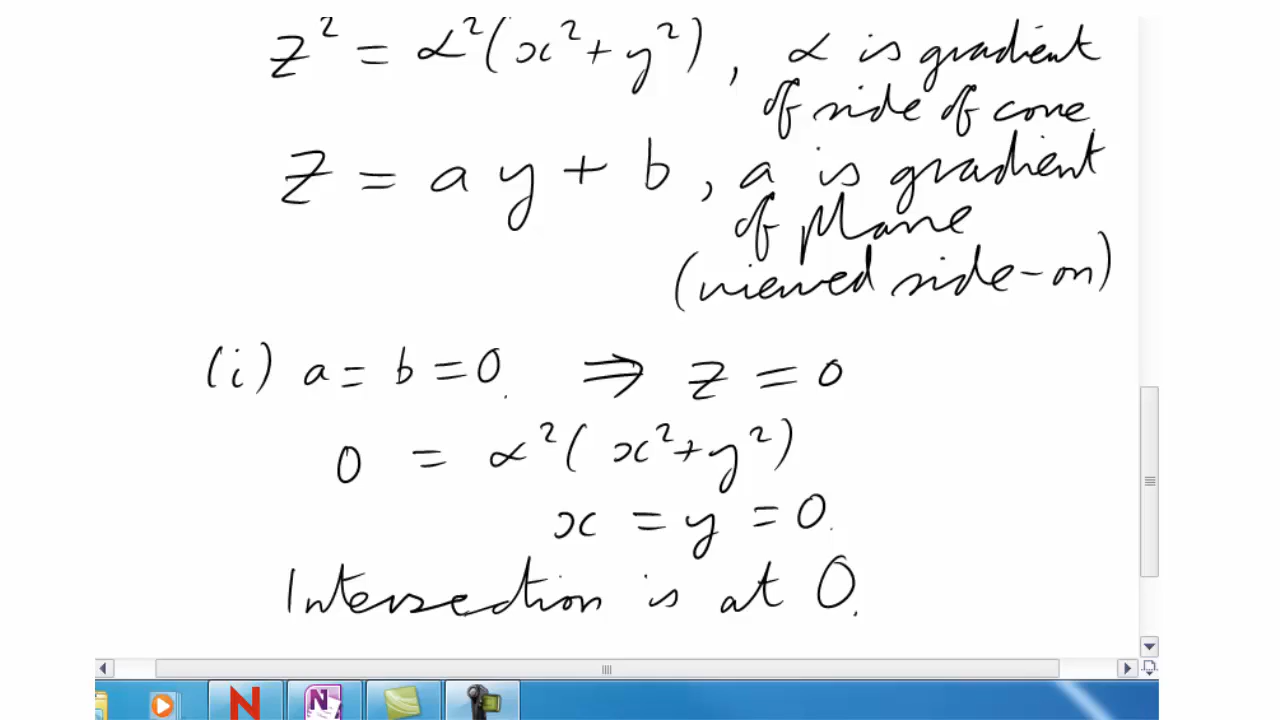 z² = α²(x² + y²), α is gradient
of side of cone
z = ay + b, a is gradient
of plane
(viewed side-on)
(i) a = b = 0. ⇒ z = 0
0 = α²(x² + y²)
x = y = 0.
Intersection is at O.
N N